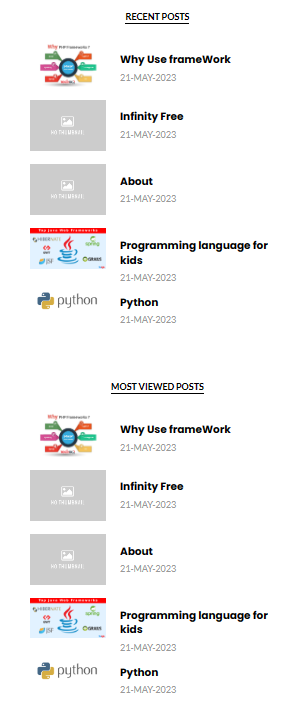 RECENT POSTS
Why PHP Frameworks ?
Why Use frameWork
21-MAY-2023
Infinity Free
21-MAY-2023
NO THUMBNAIL
About
21-MAY-2023
NO THUMBNAIL
Top Java Web Frameworks
spring
GRAILS
Programming language for
kids
21-MAY-2023
python
Python
21-MAY-2023
MOST VIEWED POSTS
Why PHP Frameworks ?
Why Use frameWork
21-MAY-2023
Infinity Free
21-MAY-2023
NO THUMBNAIL
About
21-MAY-2023
NO THUMBNAIL
Top Java Web Frameworks
spring
GRAILS
Programming language for
kids
21-MAY-2023
python
Python
21-MAY-2023